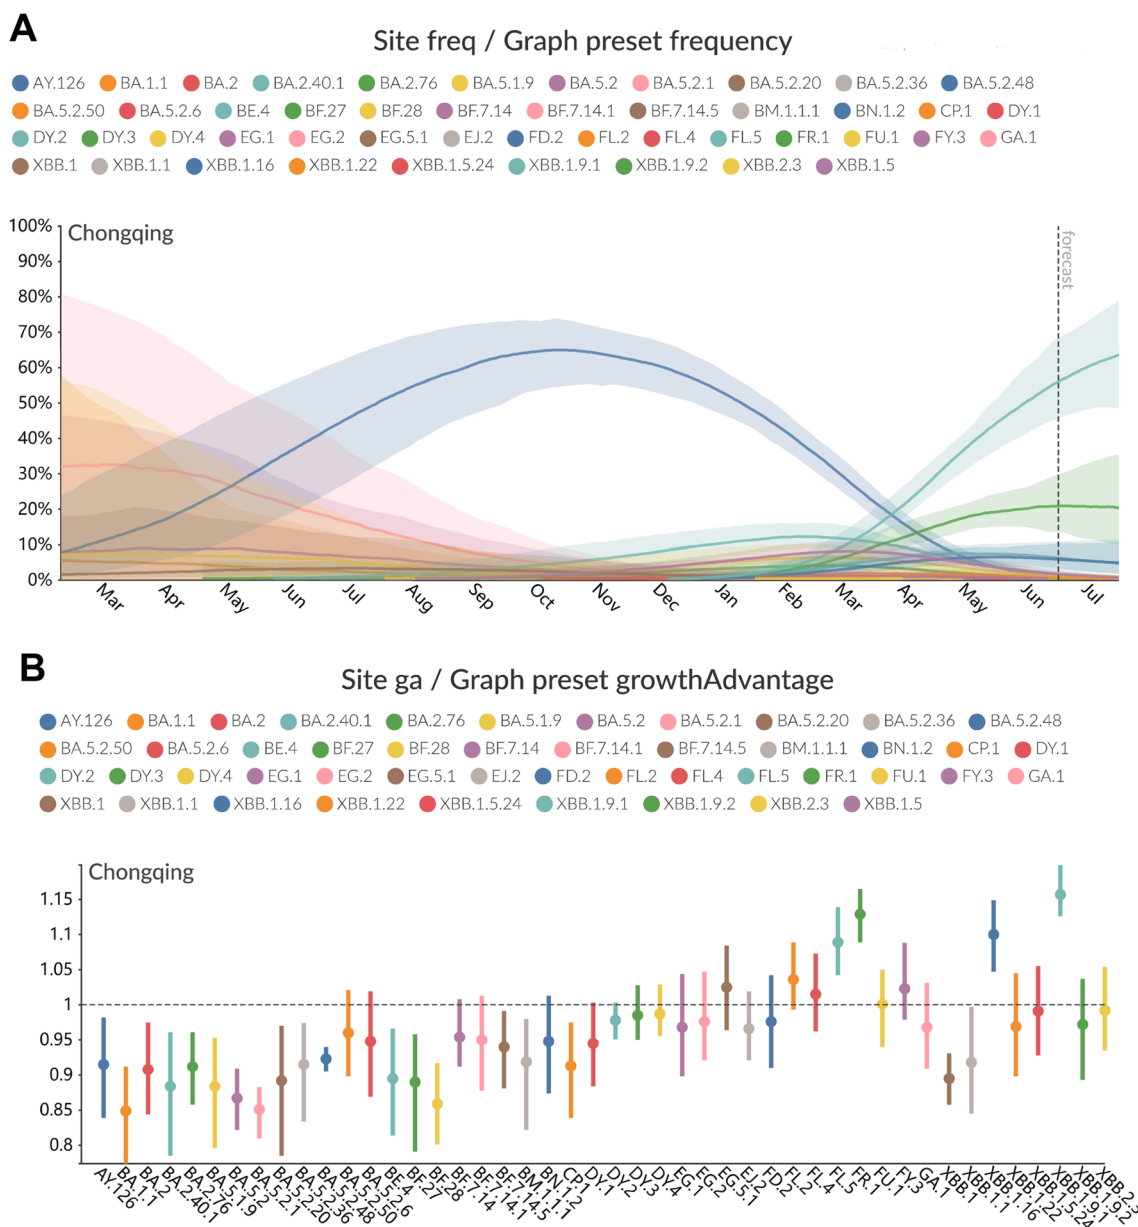 A
Site freq / Graph preset frequency
AY.126 BA.1.1 BA.2 BA.2.40.1 BA.2.76 BA.5.1.9 BA.5.2 BA.5.2.1 BA.5.2.20 BA.5.2.36 BA.5.2.48
BA.5.2.50 BA.5.2.6 BE.4 BF.27 BF.28 BF.7.14 BF.7.14.1 BF.7.14.5 BM.1.1.1 BN.1.2 CP.1 DY.1
DY.2 DY.3 DY.4 EG.1 EG.2 EG.5.1 EJ.2 FD.2 FL.2 FL.4 FL.5 FR.1 FU.1 FY.3 GA.1
XBB.1 XBB.1.1 XBB.1.16 XBB.1.22 XBB.1.5.24 XBB.1.9.1 XBB.1.9.2 XBB.2.3 XBB.1.5
Chongqing
forecast
100%
90%
80%
70%
60%
50%
40%
30%
20%
10%
0%
Mar Apr May Jun Jul Aug Sep Oct Nov Dec Jan Feb Mar Apr May Jun Jul
B
Site ga / Graph preset growthAdvantage
AY.126 BA.1.1 BA.2 BA.2.40.1 BA.2.76 BA.5.1.9 BA.5.2 BA.5.2.1 BA.5.2.20 BA.5.2.36 BA.5.2.48
BA.5.2.50 BA.5.2.6 BE.4 BF.27 BF.28 BF.7.14 BF.7.14.1 BF.7.14.5 BM.1.1.1 BN.1.2 CP.1 DY.1
DY.2 DY.3 DY.4 EG.1 EG.2 EG.5.1 EJ.2 FD.2 FL.2 FL.4 FL.5 FR.1 FU.1 FY.3 GA.1
XBB.1 XBB.1.1 XBB.1.16 XBB.1.22 XBB.1.5.24 XBB.1.9.1 XBB.1.9.2 XBB.2.3 XBB.1.5
Chongqing
1.15
1.1
1.05
1
0.95
0.9
0.85
0.8
AY.126 BA.1.1 BA.2 BA.2.40.1 BA.2.76 BA.5.1.9 BA.5.2 BA.5.2.1 BA.5.2.20 BA.5.2.36 BA.5.2.48 BA.5.2.50 BA.5.2.6 BE.4 BF.27 BF.28 BF.7.14 BF.7.14.1 BF.7.14.5 BM.1.1.1 BN.1.2 CP.1 DY.1 DY.2 DY.3 DY.4 EG.1 EG.2 EG.5.1 EJ.2 FD.2 FL.2 FL.4 FL.5 FR.1 FU.1 FY.3 GA.1 XBB.1 XBB.1.1 XBB.1.16 XBB.1.22 XBB.1.5.24 XBB.1.9.1 XBB.1.9.2 XBB.2.3